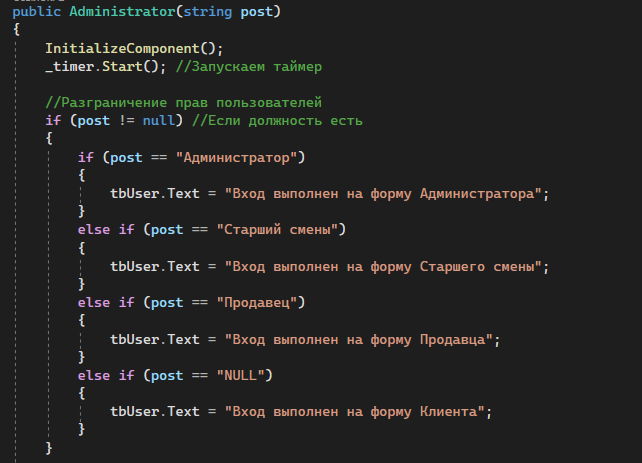 public Administrator(string post)
{
InitializeComponent();
_timer.Start(); //Запускаем таймер
//Разграничение прав пользователей
if (post != null) //Если должность есть
{
if (post == "Администратор")
{
tbUser.Text = "Вход выполнен на форму Администратора";
}
else if (post == "Старший смены")
{
tbUser.Text = "Вход выполнен на форму Старшего смены";
}
else if (post == "Продавец")
{
tbUser.Text = "Вход выполнен на форму Продавца";
}
else if (post == "NULL")
{
tbUser.Text = "Вход выполнен на форму Клиента";
}
}